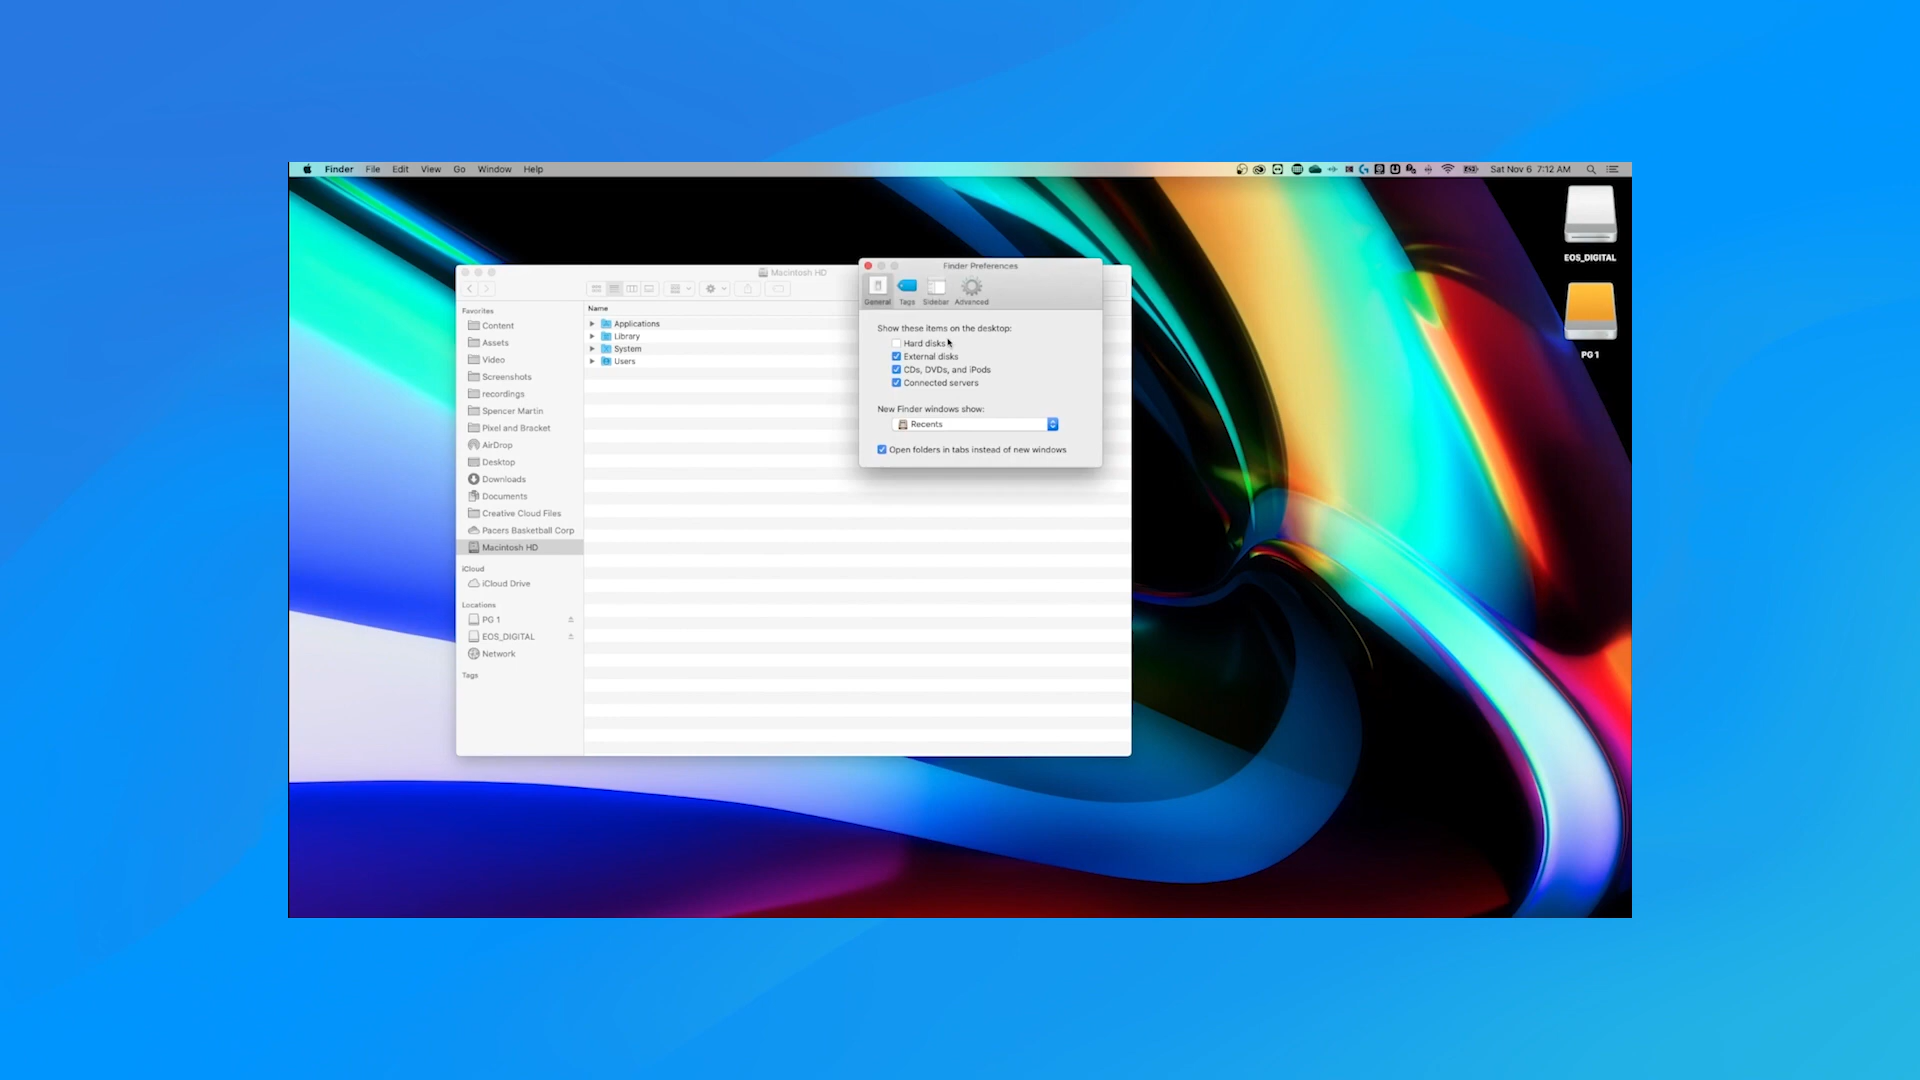 Finder File Edit View Go Window Help
Sat Nov 6 7:12 AM
EOS_DIGITAL
PG 1
Macintosh HD
Favorites
Content
Assets
Video
Screenshots
recordings
Spencer Martin
Pixel and Bracket
AirDrop
Desktop
Downloads
Documents
Creative Cloud Files
Pacers Basketball Corp
Macintosh HD
iCloud
iCloud Drive
Locations
PG 1
EOS_DIGITAL
Network
Tags
Name
Applications
Library
System
Users
Finder Preferences
General Tags Sidebar Advanced
Show these items on the desktop:
Hard disks
External disks
CDs, DVDs, and iPods
Connected servers
New Finder windows show:
Recents
Open folders in tabs instead of new windows